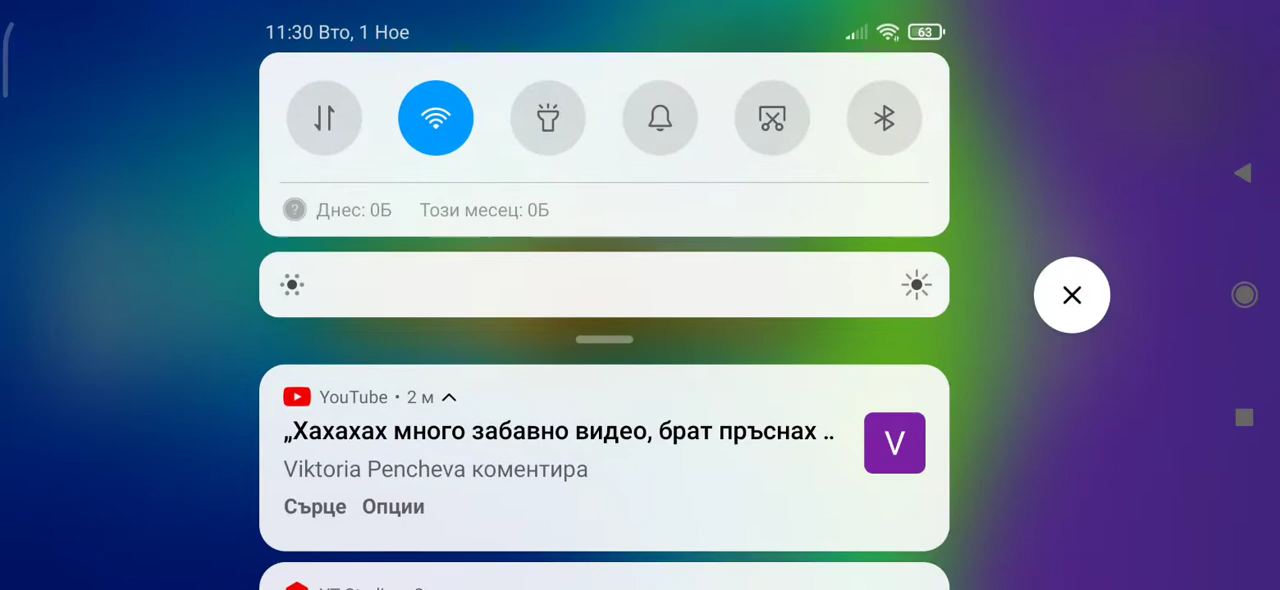 11:30 Вто, 1 Ное
63
Днес: 0Б Този месец: 0Б
YouTube • 2 м
„Хахахах много забавно видео, брат пръснах ..
V
Viktoria Pencheva коментира
Сърце Опции